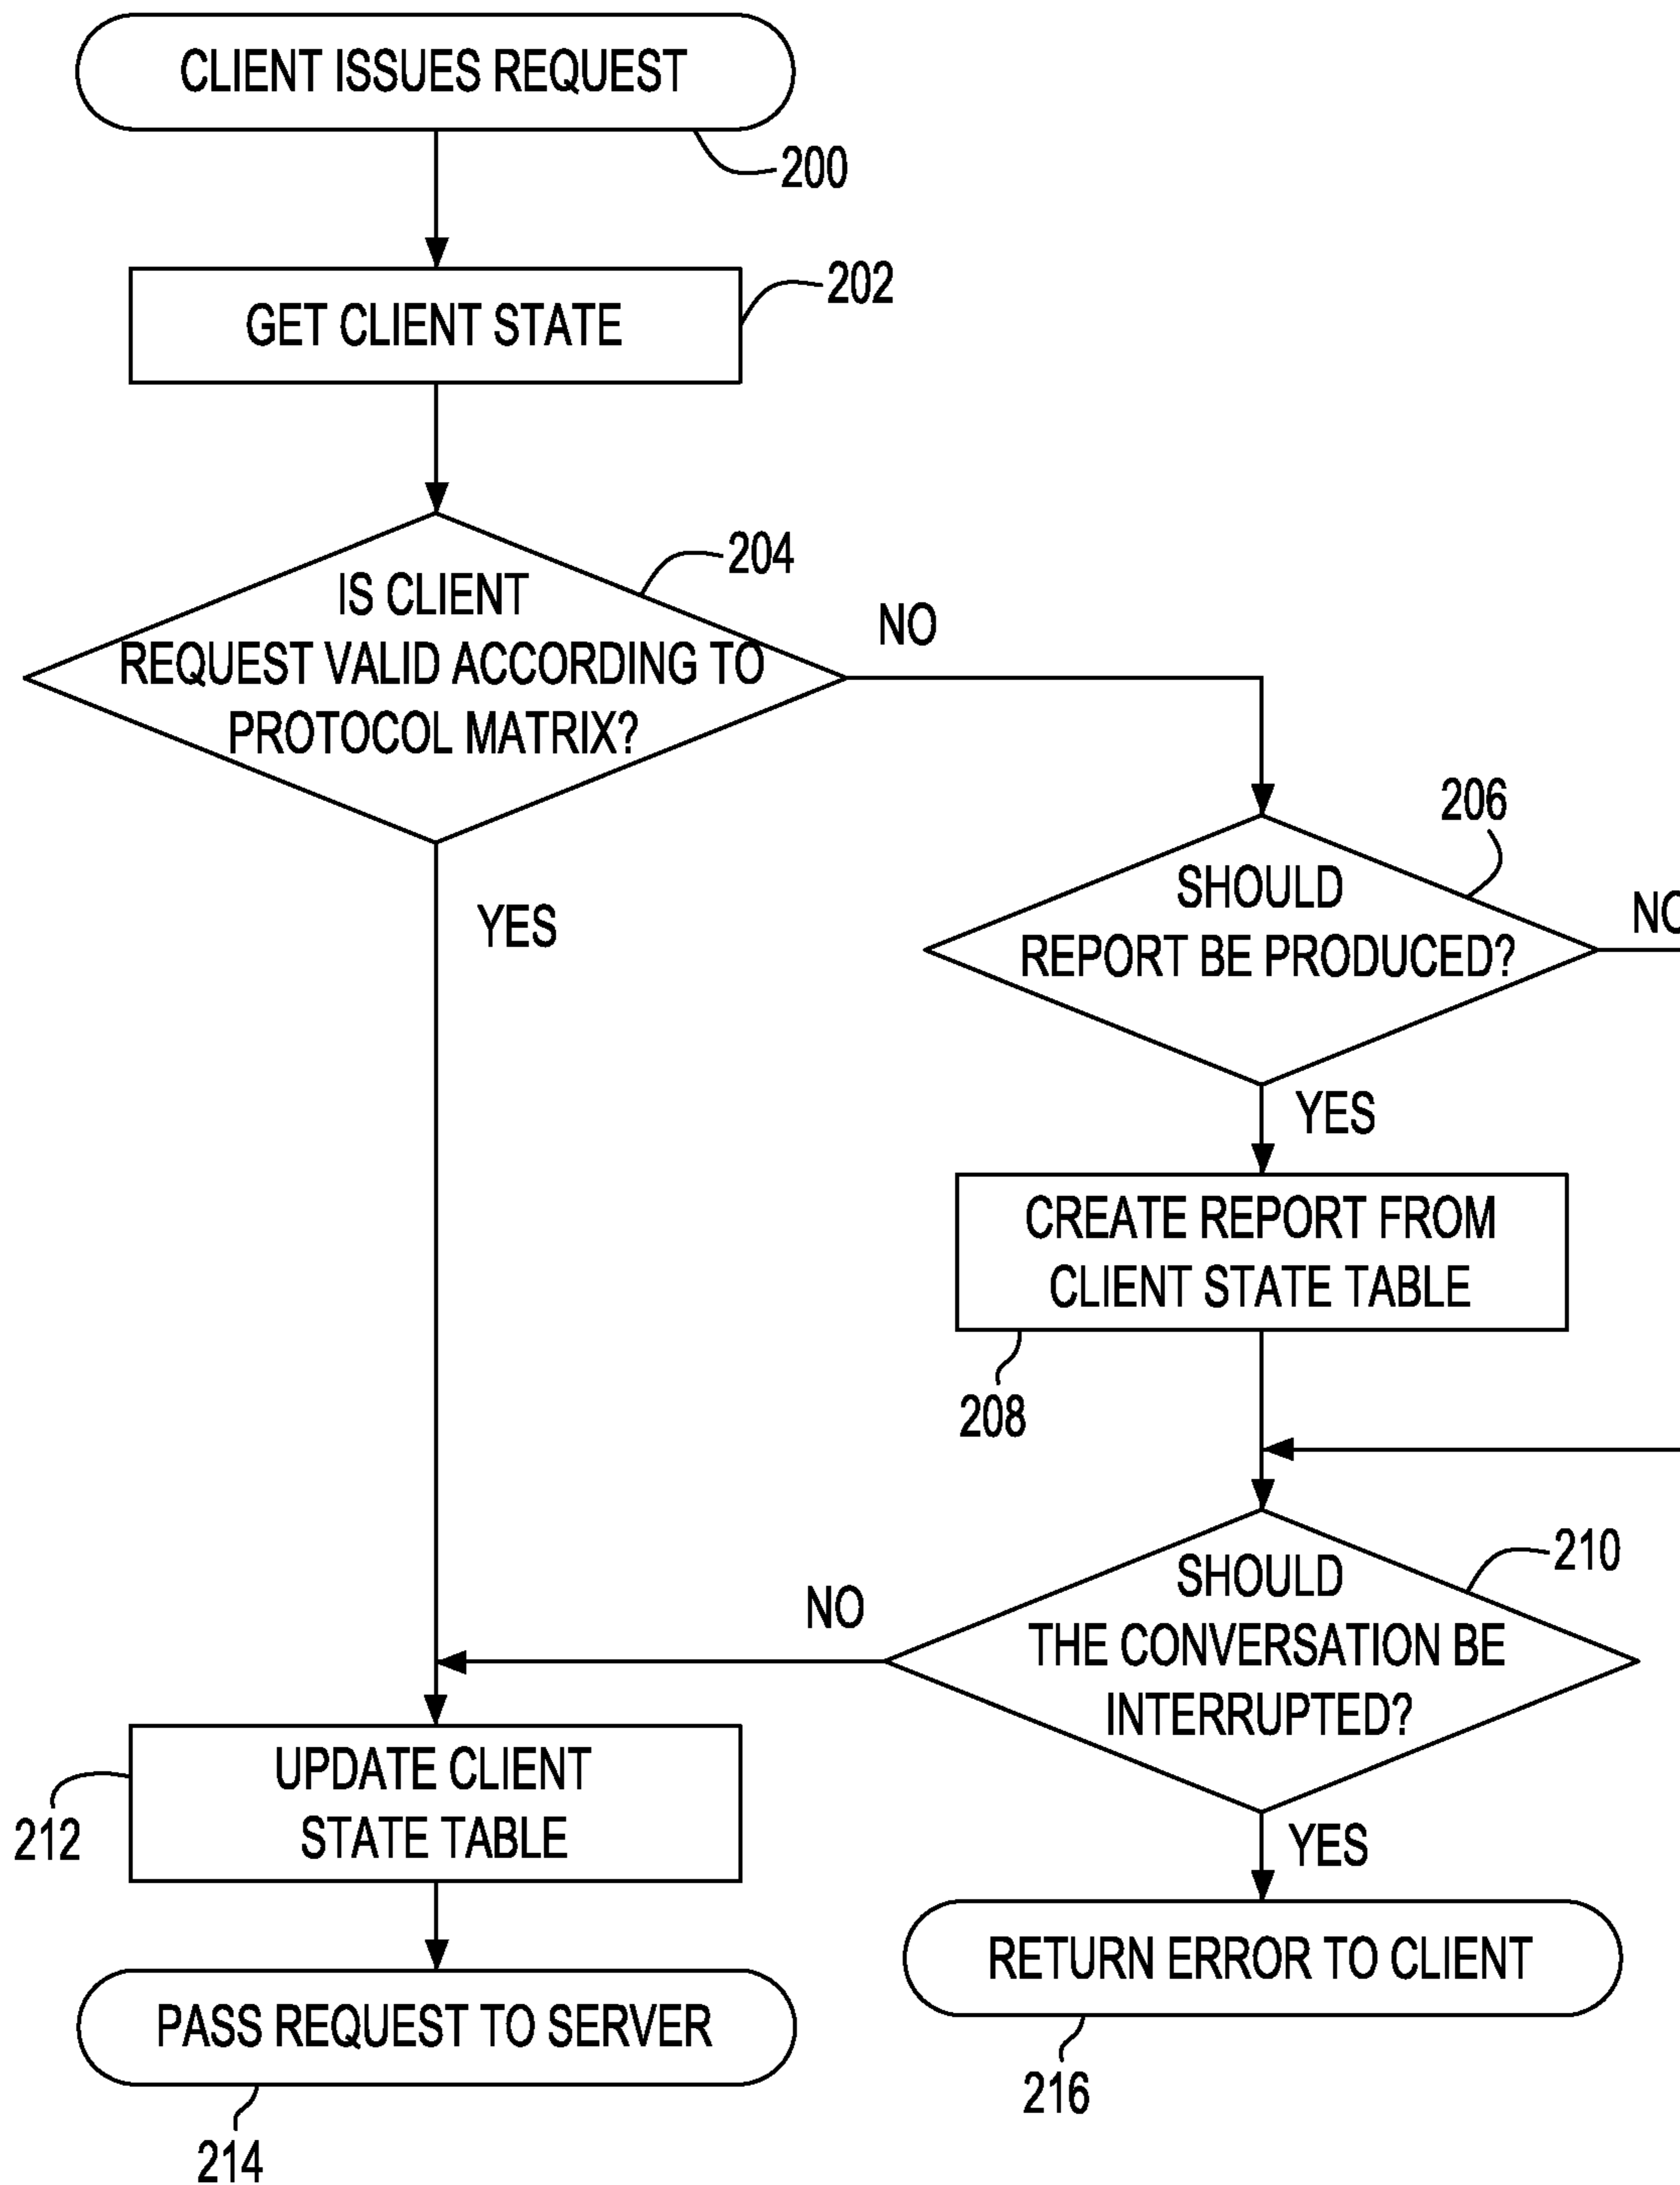 CLIENT ISSUES REQUEST
200
GET CLIENT STATE
202
IS CLIENT
REQUEST VALID ACCORDING TO
PROTOCOL MATRIX?
204
NO
YES
SHOULD
REPORT BE PRODUCED?
206
NO
YES
CREATE REPORT FROM
CLIENT STATE TABLE
208
SHOULD
THE CONVERSATION BE
INTERRUPTED?
210
NO
YES
UPDATE CLIENT
STATE TABLE
212
RETURN ERROR TO CLIENT
216
PASS REQUEST TO SERVER
214